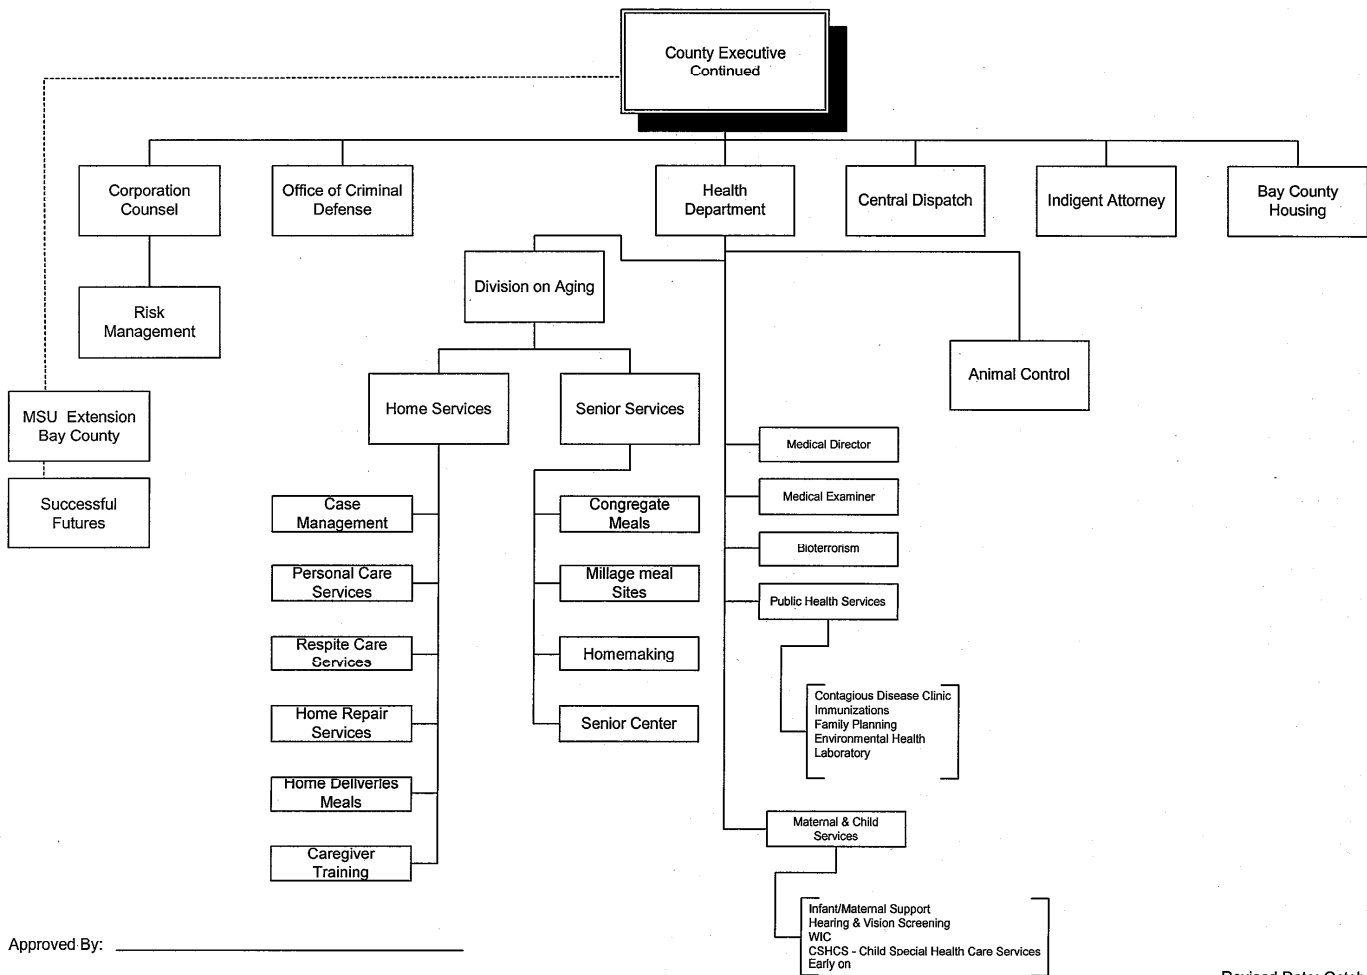 County Executive
Continued
Corporation
Counsel
Office of Criminal
Defense
Health
Department
Central Dispatch
Indigent Attorney
Bay County
Housing
Division on Aging
Risk
Management
Animal Control
Home Services
Senior Services
MSU Extension
Bay County
Successful
Futures
Medical Director
Medical Examiner
Bioterrorism
Public Health Services
Case
Management
Personal Care
Services
Respite Care
Services
Home Repair
Services
Home Deliveries
Meals
Caregiver
Training
Congregate
Meals
Millage meal
Sites
Homemaking
Senior Center
Contagious Disease Clinic
Immunizations
Family Planning
Environmental Health
Laboratory
Maternal & Child
Services
Infant/Maternal Support
Hearing & Vision Screening
WIC
CSHCS - Child Special Health Care Services
Early on
Approved By: